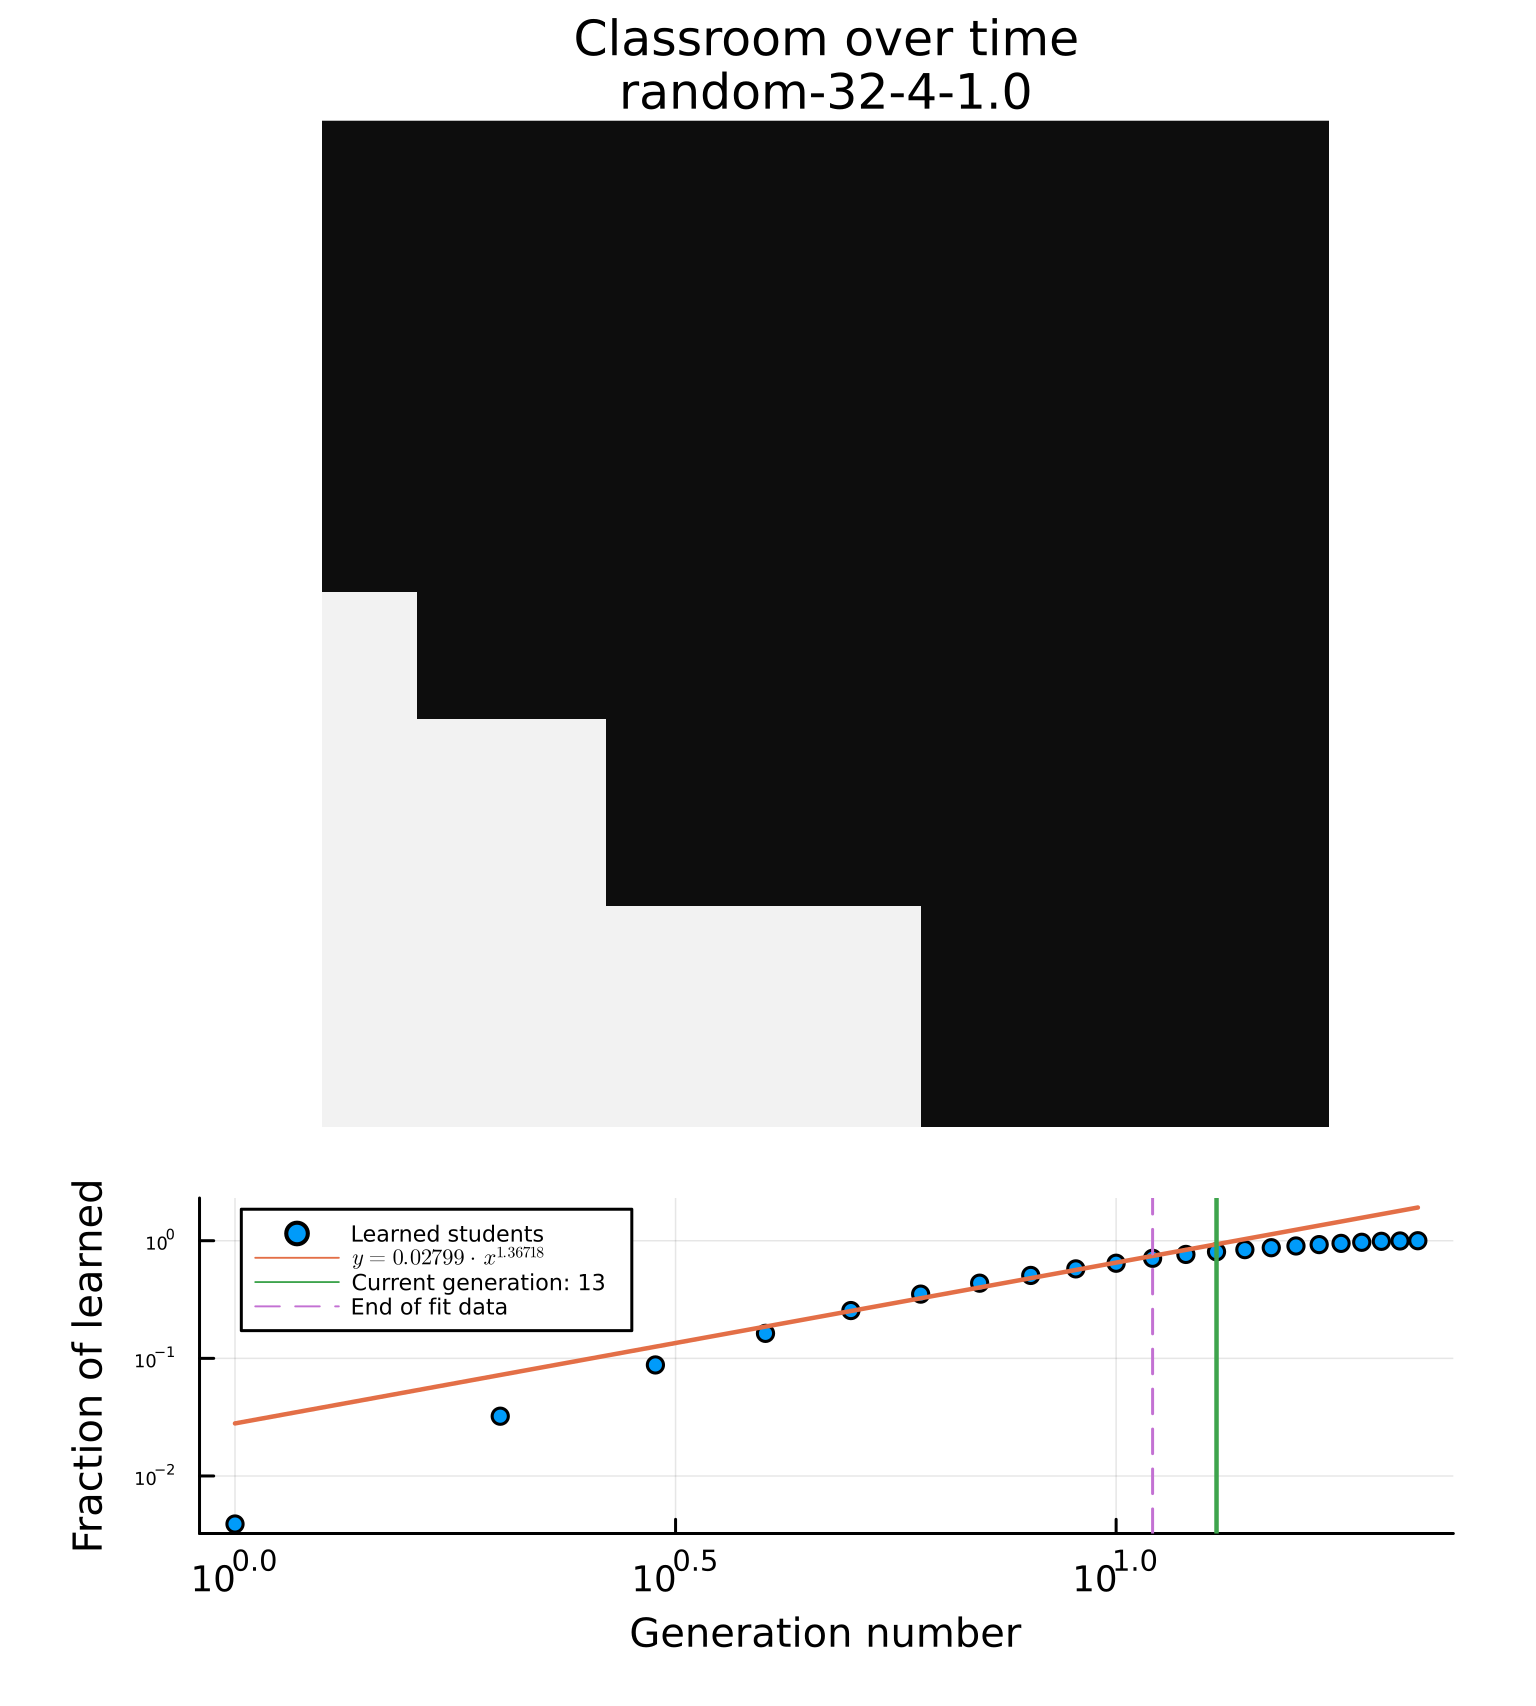 Classroom over time
random-32-4-1.0
Fraction of learned
10⁰
10⁻¹
10⁻²
Learned students
y = 0.02799 · x^1.36718
Current generation: 13
End of fit data
10^0.0
10^0.5
10^1.0
Generation number